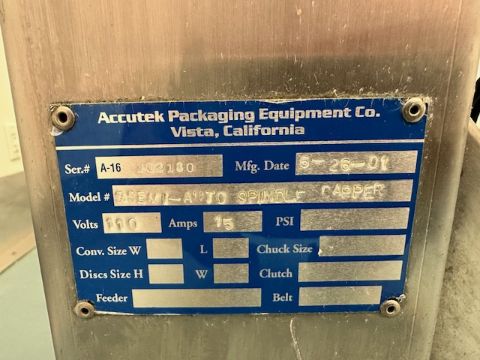 Accutek Packaging Equipment Co.
Vista, California
Ser.# A-16 Mfg. Date 6-26-01
Model # SEMI-AUTO SPINDLE CAPPER
Volts 110 Amps 15 PSI
Conv. Size W L Chuck Size
Discs Size H W Clutch
Feeder Belt